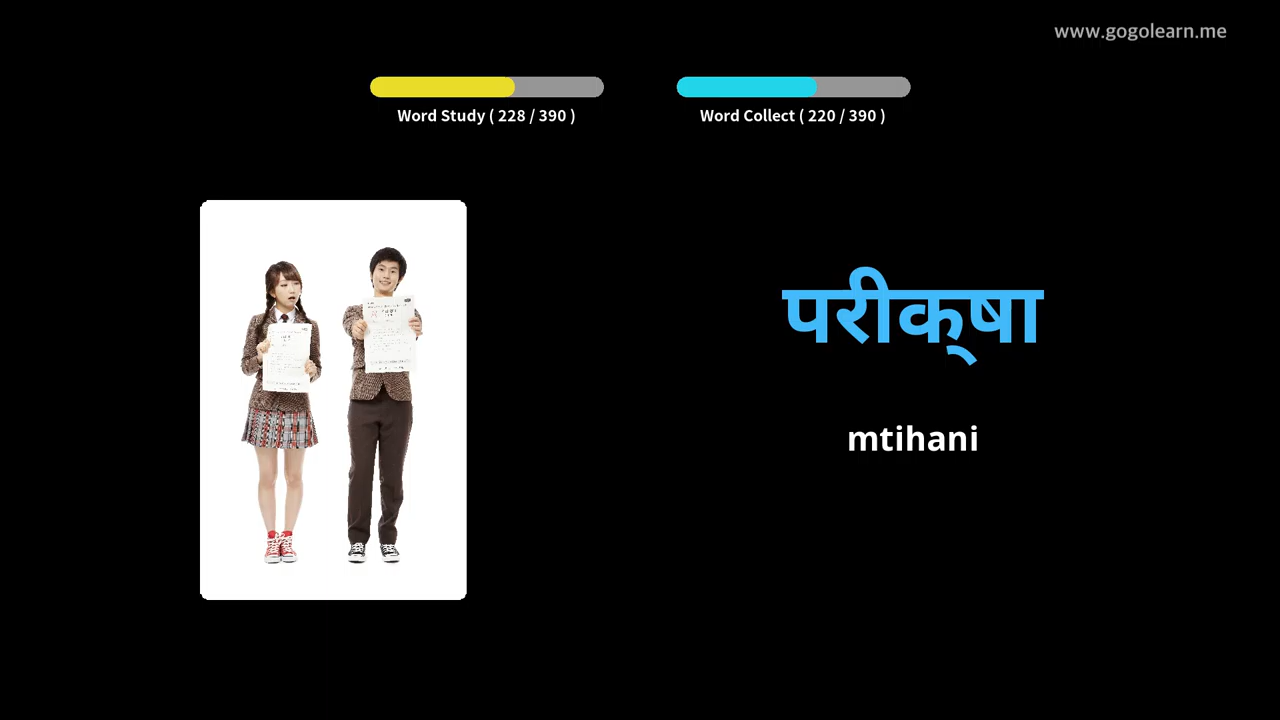 www.gogolearn.me
Word Study ( 228 / 390 )
Word Collect ( 220 / 390 )
परीक्‌षा
mtihani